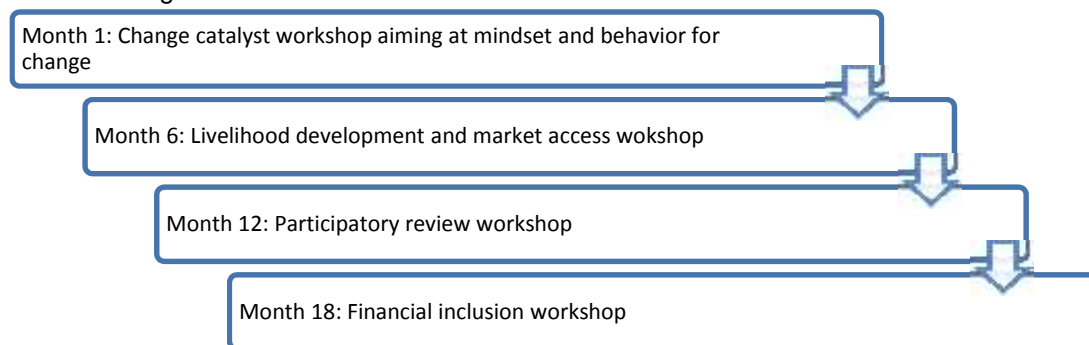 Month 1: Change catalyst workshop aiming at mindset and behavior for
change
Month 6: Livelihood development and market access wokshop
Month 12: Participatory review workshop
Month 18: Financial inclusion workshop